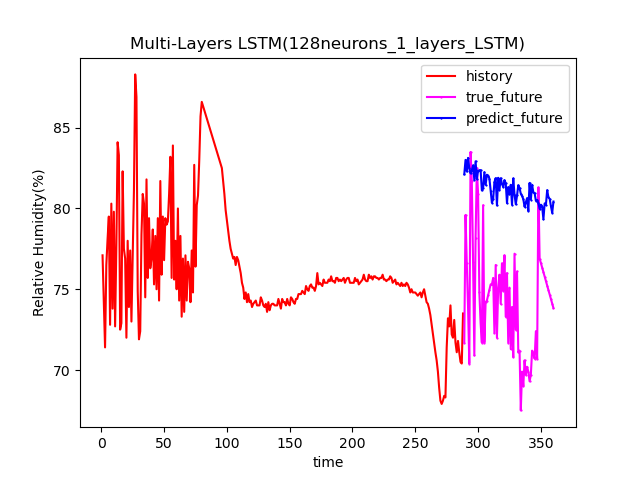 Multi-Layers LSTM(128neurons_1_layers_LSTM)
history
true_future
predict_future
Relative Humidity(%)
85
80
75
70
0
50
100
150
200
250
300
350
time